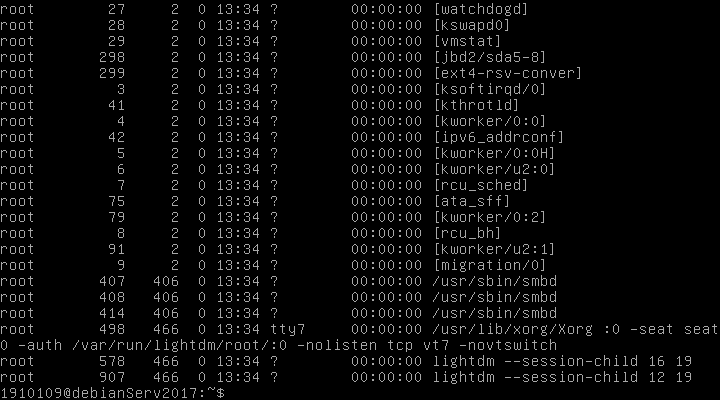 root 27 2 0 13:34 ? 00:00:00 [watchdogd]
root 28 2 0 13:34 ? 00:00:00 [kswapd0]
root 29 2 0 13:34 ? 00:00:00 [vmstat]
root 298 2 0 13:34 ? 00:00:00 [jbd2/sda5-8]
root 299 2 0 13:34 ? 00:00:00 [ext4-rsv-conver]
root 3 2 0 13:34 ? 00:00:00 [ksoftirqd/0]
root 41 2 0 13:34 ? 00:00:00 [kthrotld]
root 4 2 0 13:34 ? 00:00:00 [kworker/0:0]
root 42 2 0 13:34 ? 00:00:00 [ipv6_addrconf]
root 5 2 0 13:34 ? 00:00:00 [kworker/0:0H]
root 6 2 0 13:34 ? 00:00:00 [kworker/u2:0]
root 7 2 0 13:34 ? 00:00:00 [rcu_sched]
root 75 2 0 13:34 ? 00:00:00 [ata_sff]
root 79 2 0 13:34 ? 00:00:00 [kworker/0:2]
root 8 2 0 13:34 ? 00:00:00 [rcu_bh]
root 91 2 0 13:34 ? 00:00:00 [kworker/u2:1]
root 9 2 0 13:34 ? 00:00:00 [migration/0]
root 407 406 0 13:34 ? 00:00:00 /usr/sbin/smbd
root 408 406 0 13:34 ? 00:00:00 /usr/sbin/smbd
root 414 406 0 13:34 ? 00:00:00 /usr/sbin/smbd
root 498 466 0 13:34 tty7 00:00:00 /usr/lib/xorg/Xorg :0 -seat seat
0 -auth /var/run/lightdm/root/:0 -nolisten tcp vt7 -novtswitch
root 578 466 0 13:34 ? 00:00:00 lightdm --session-child 16 19
root 907 466 0 13:34 ? 00:00:00 lightdm --session-child 12 19
1910109@debianServ2017:~$